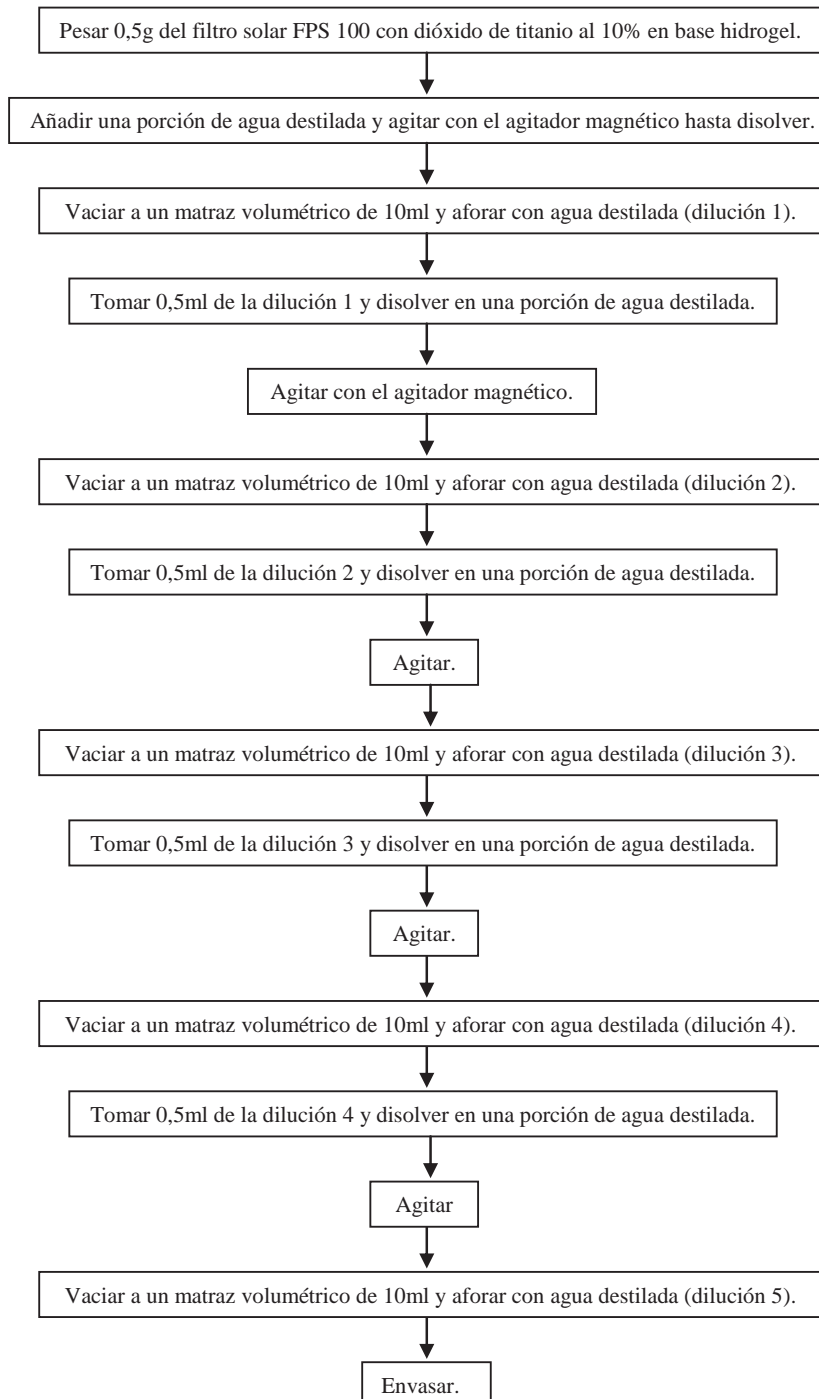 Pesar 0,5g del filtro solar FPS 100 con dióxido de titanio al 10% en base hidrogel.
Añadir una porción de agua destilada y agitar con el agitador magnético hasta disolver.
Vaciar a un matraz volumétrico de 10ml y aforar con agua destilada (dilución 1).
Tomar 0,5ml de la dilución 1 y disolver en una porción de agua destilada.
Agitar con el agitador magnético.
Vaciar a un matraz volumétrico de 10ml y aforar con agua destilada (dilución 2).
Tomar 0,5ml de la dilución 2 y disolver en una porción de agua destilada.
Agitar.
Vaciar a un matraz volumétrico de 10ml y aforar con agua destilada (dilución 3).
Tomar 0,5ml de la dilución 3 y disolver en una porción de agua destilada.
Agitar.
Vaciar a un matraz volumétrico de 10ml y aforar con agua destilada (dilución 4).
Tomar 0,5ml de la dilución 4 y disolver en una porción de agua destilada.
Agitar
Vaciar a un matraz volumétrico de 10ml y aforar con agua destilada (dilución 5).
Envasar.